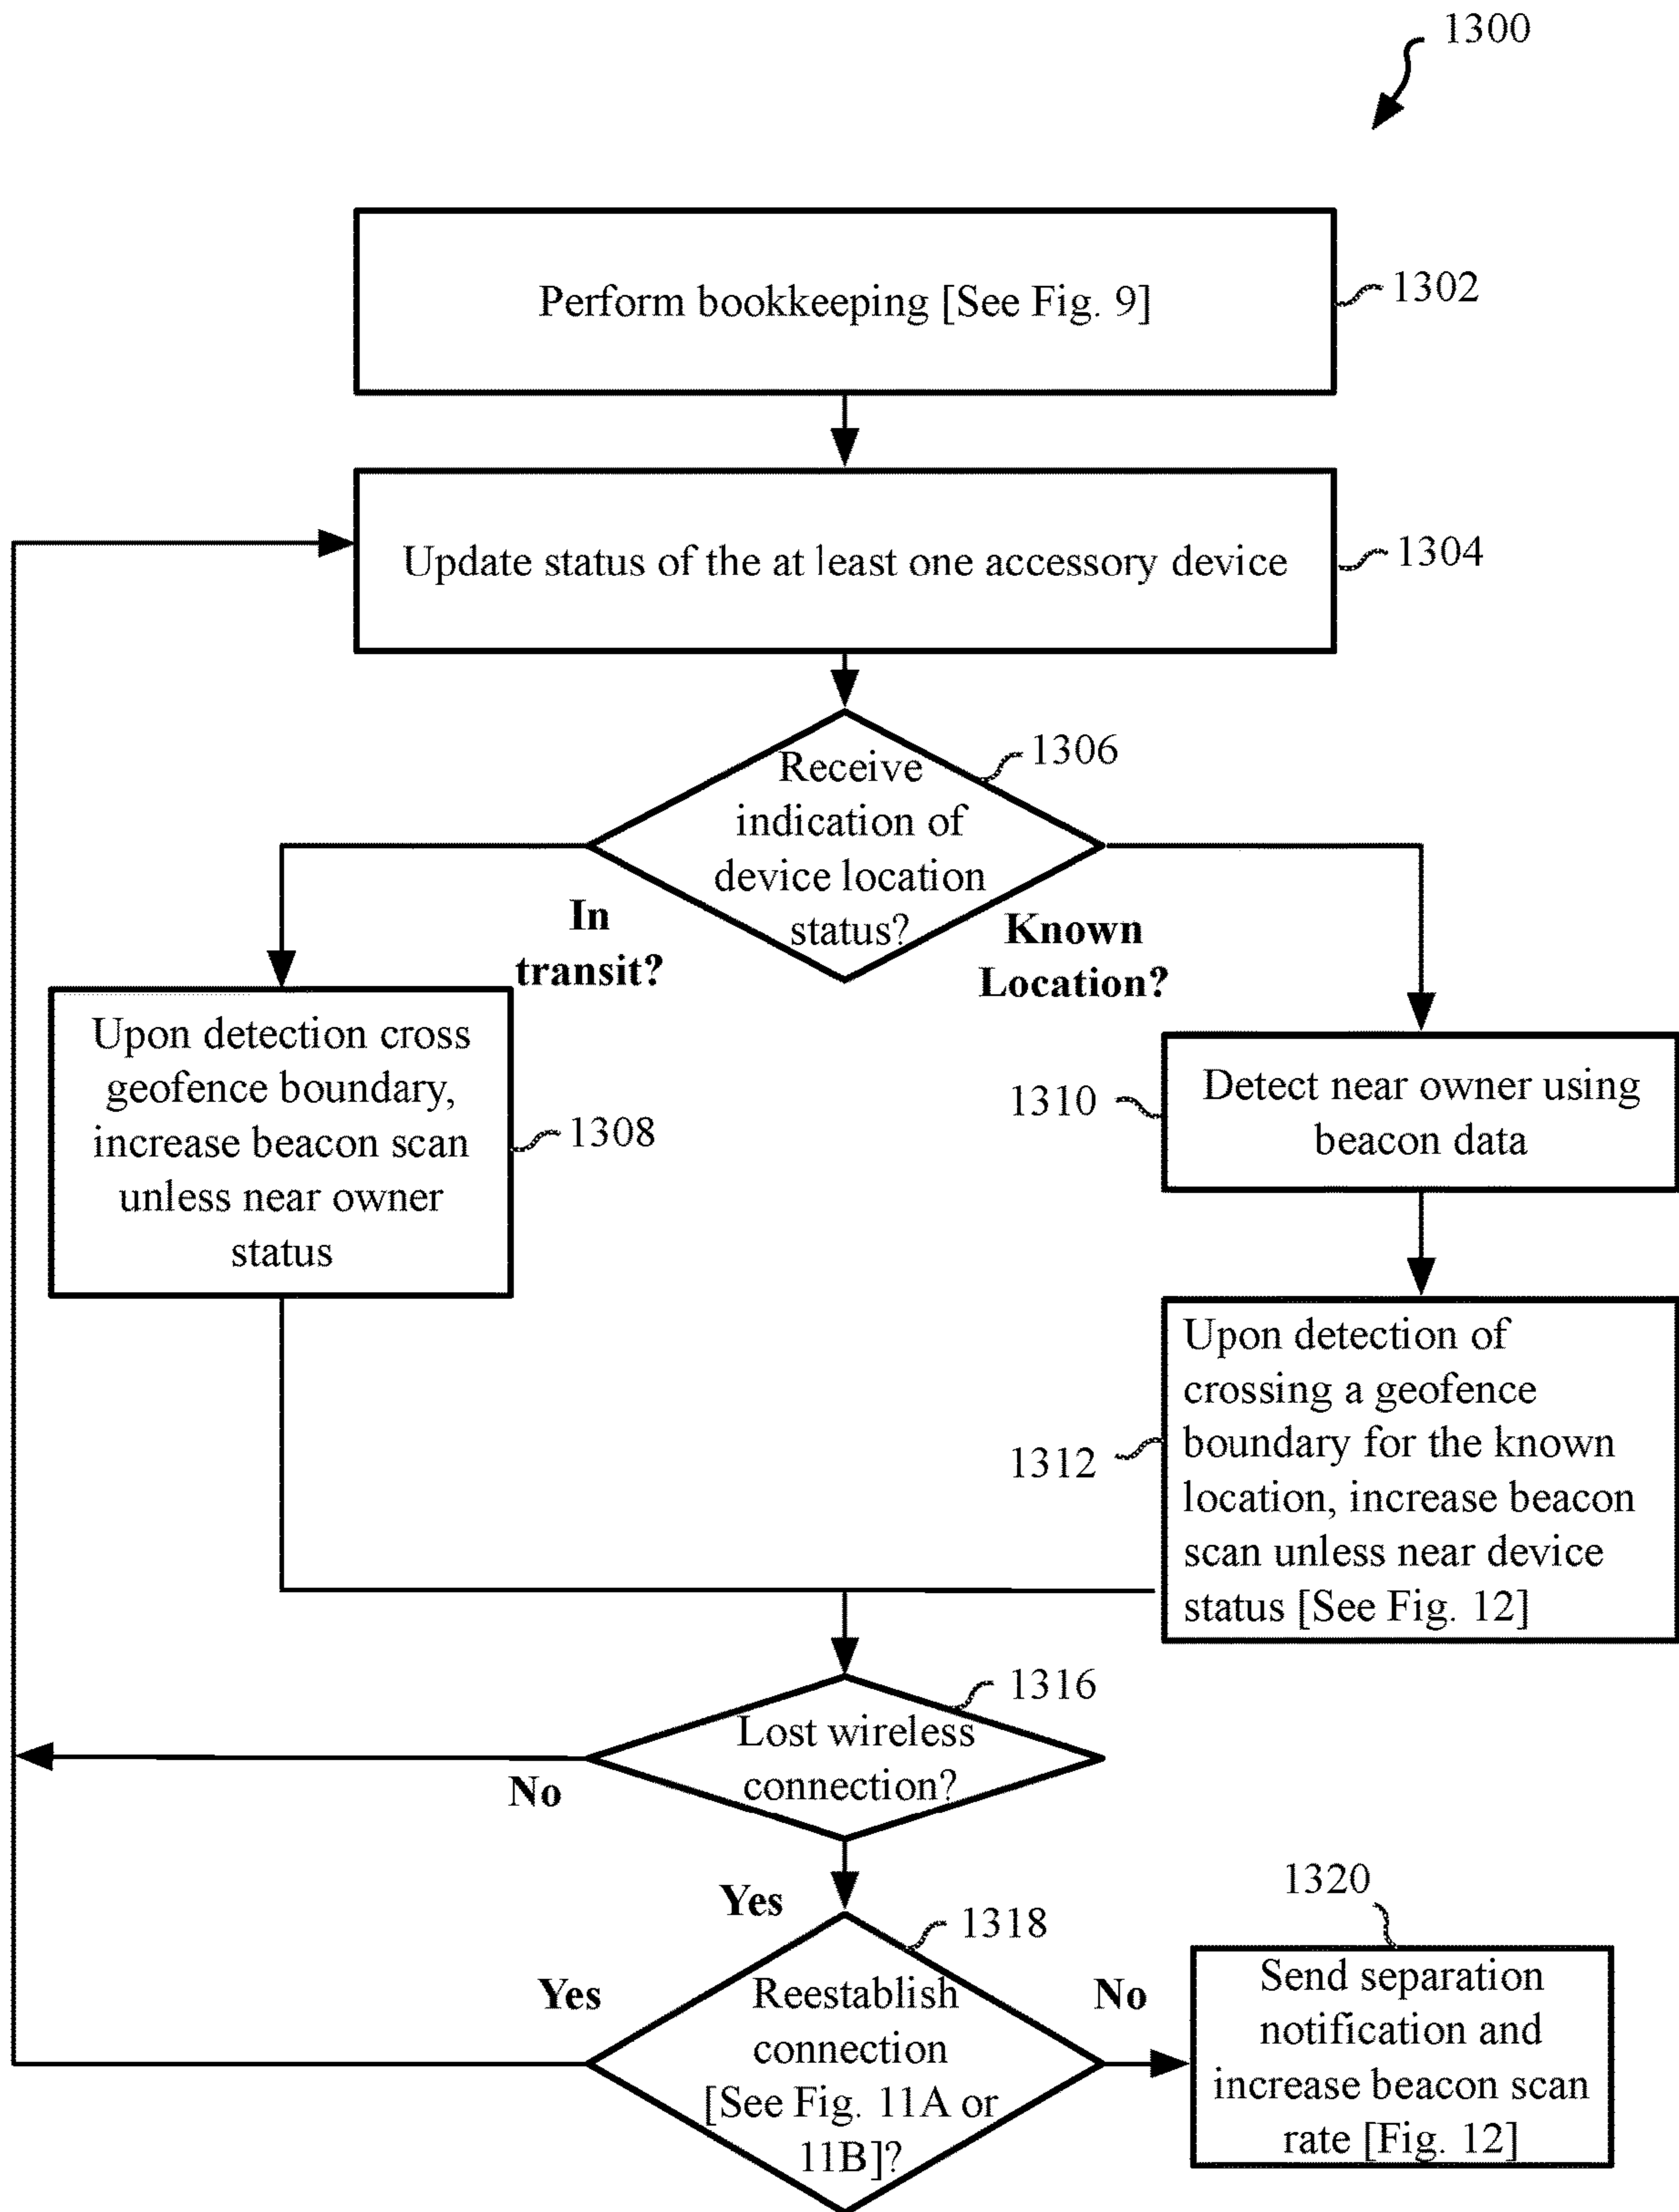 1300
Perform bookkeeping [See Fig. 9]
1302
Update status of the at least one accessory device
1304
1306
Receive
indication of
device location
status?
In
transit?
Known
Location?
Upon detection cross
geofence boundary,
increase beacon scan
unless near owner
status
1308
1310
Detect near owner using
beacon data
1312
Upon detection of
crossing a geofence
boundary for the known
location, increase beacon
scan unless near device
status [See Fig. 12]
1316
Lost wireless
connection?
No
Yes
1318
Reestablish
connection
[See Fig. 11A or
11B]?
Yes
No
1320
Send separation
notification and
increase beacon scan
rate [Fig. 12]